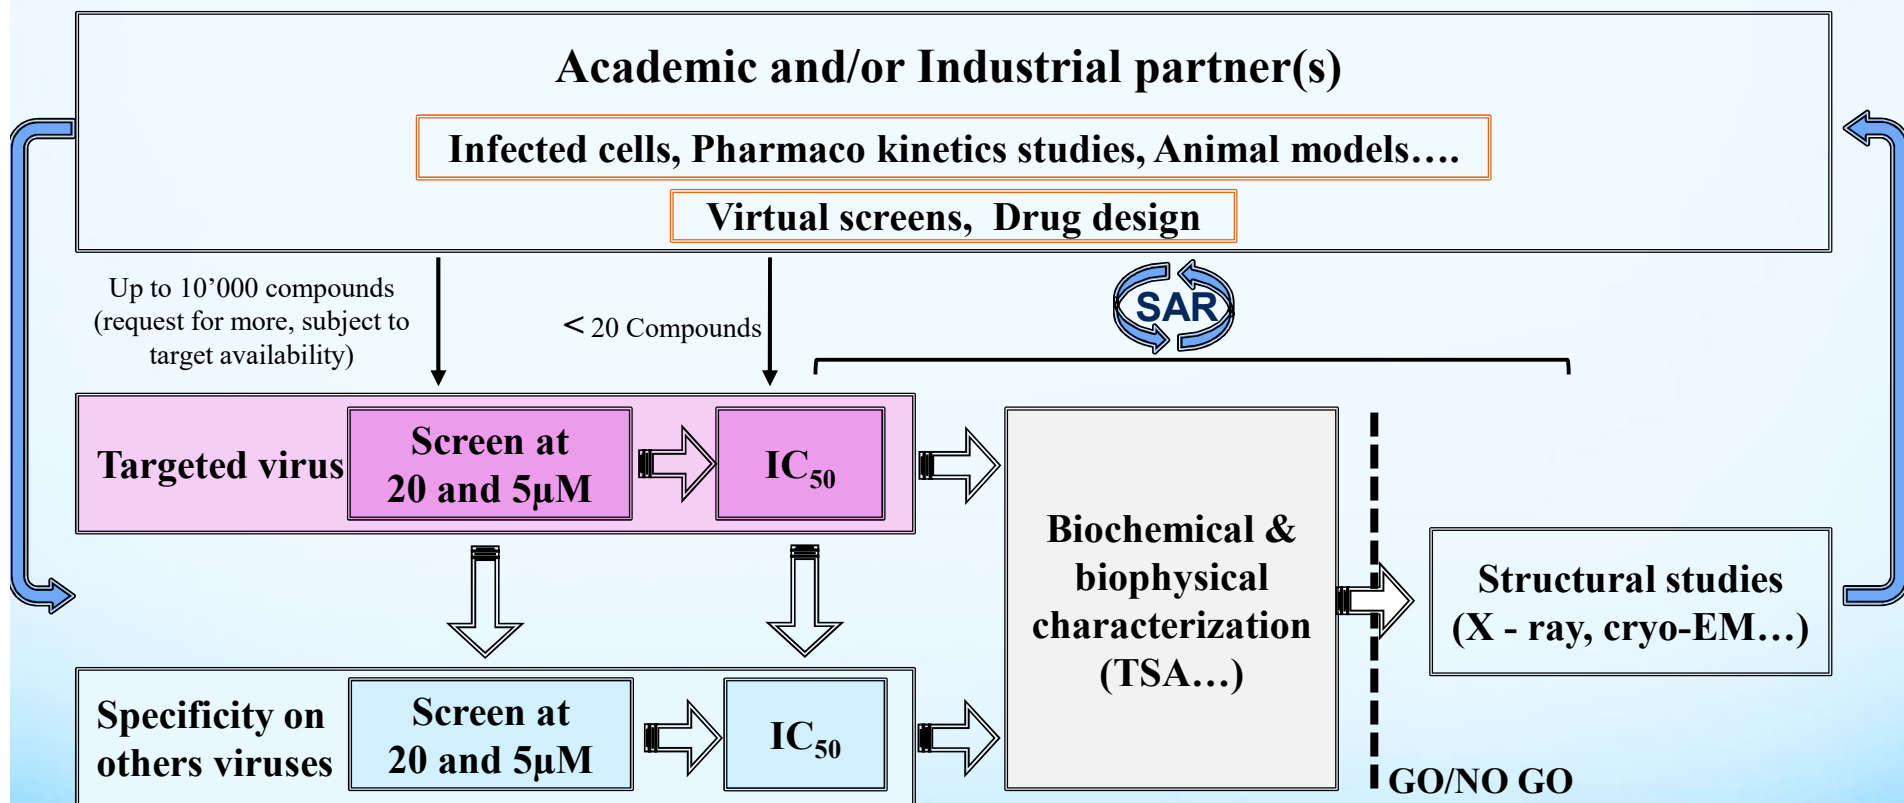 Academic and/or Industrial partner(s)
Infected cells, Pharmaco kinetics studies, Animal models….
Virtual screens, Drug design
Up to 10’000 compounds
(request for more, subject to
target availability)
< 20 Compounds
SAR
Targeted virus
Screen at
20 and 5µM
IC50
Biochemical &
biophysical
characterization
(TSA…)
Structural studies
(X - ray, cryo-EM…)
Specificity on
others viruses
Screen at
20 and 5µM
IC50
GO/NO GO